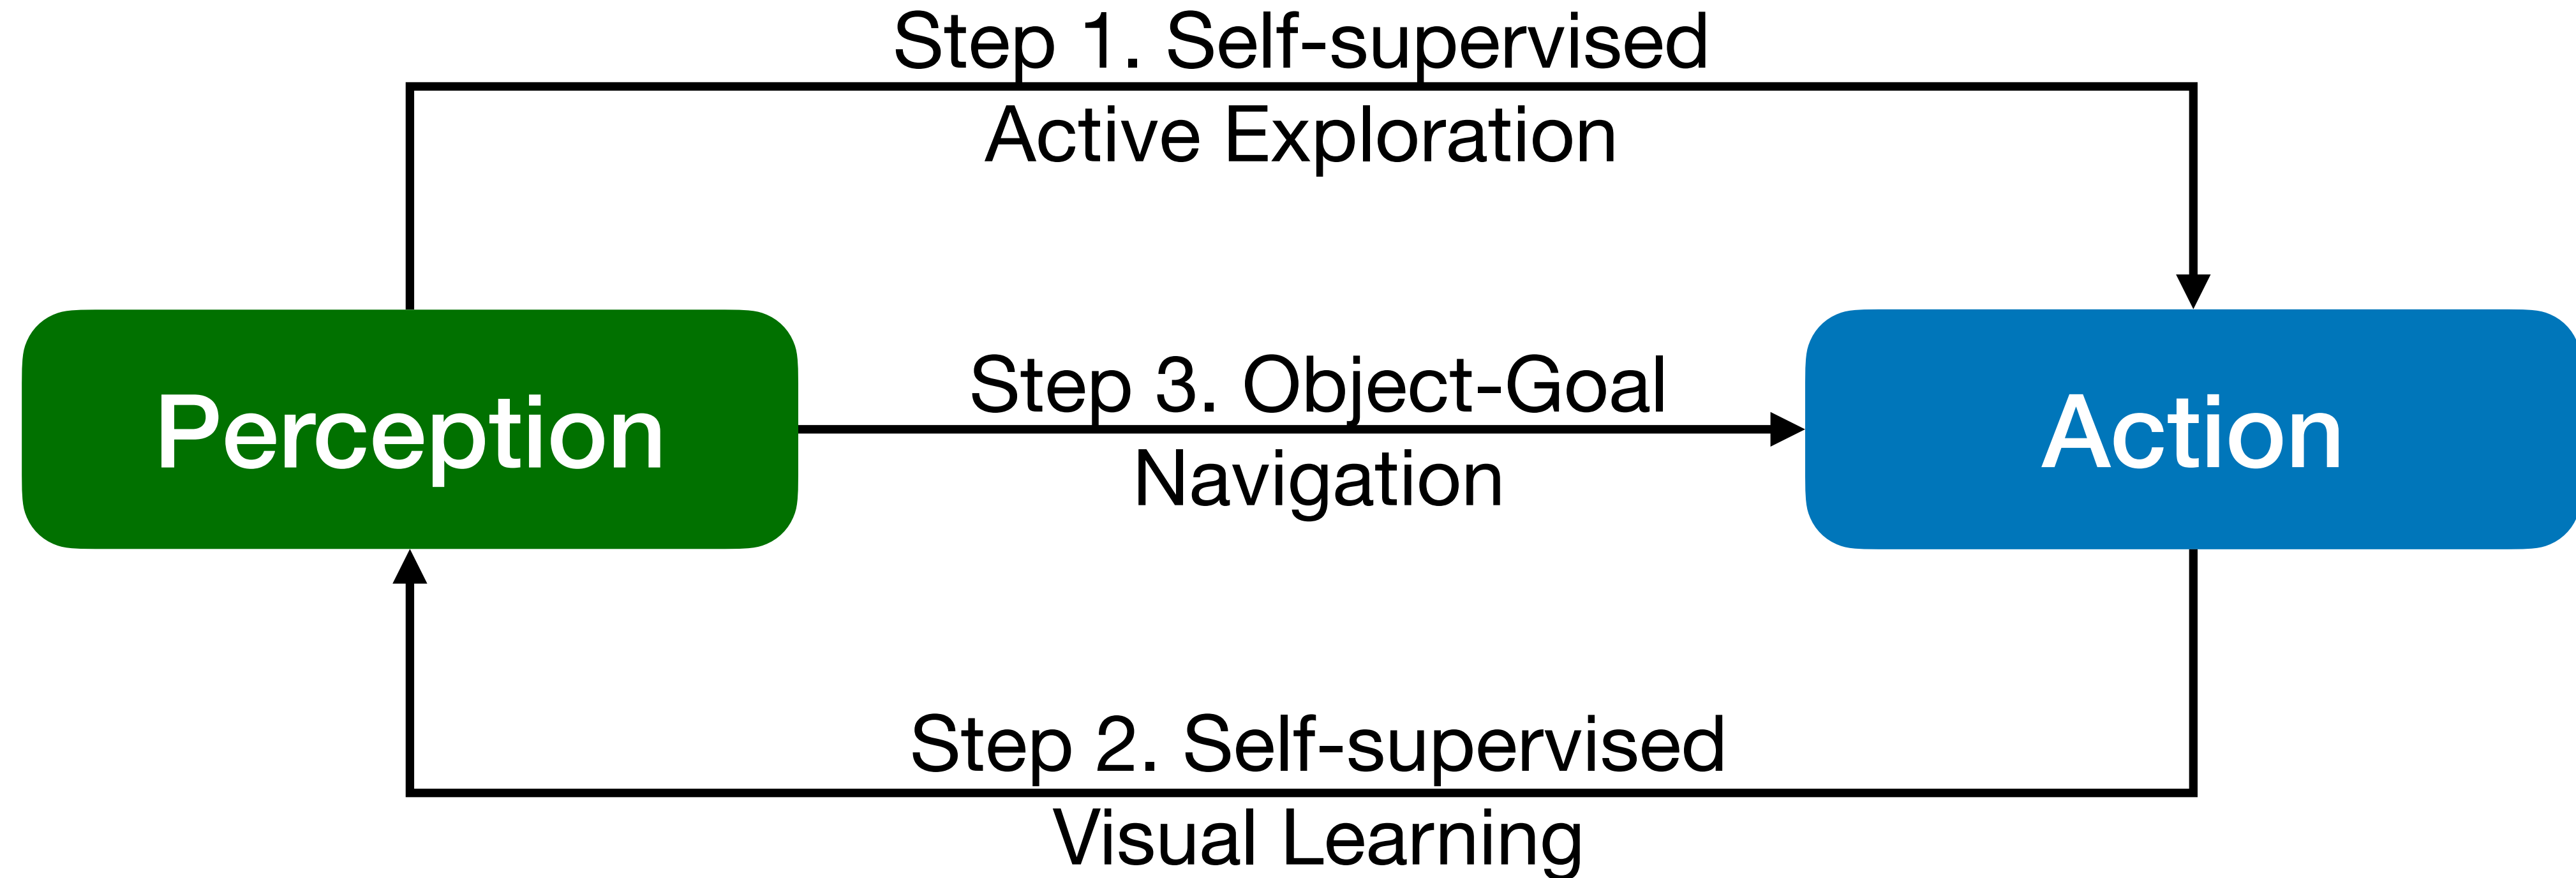 Step 1. Self-supervised
Active Exploration
Perception
Step 3. Object-Goal
Navigation
Action
Step 2. Self-supervised
Visual Learning